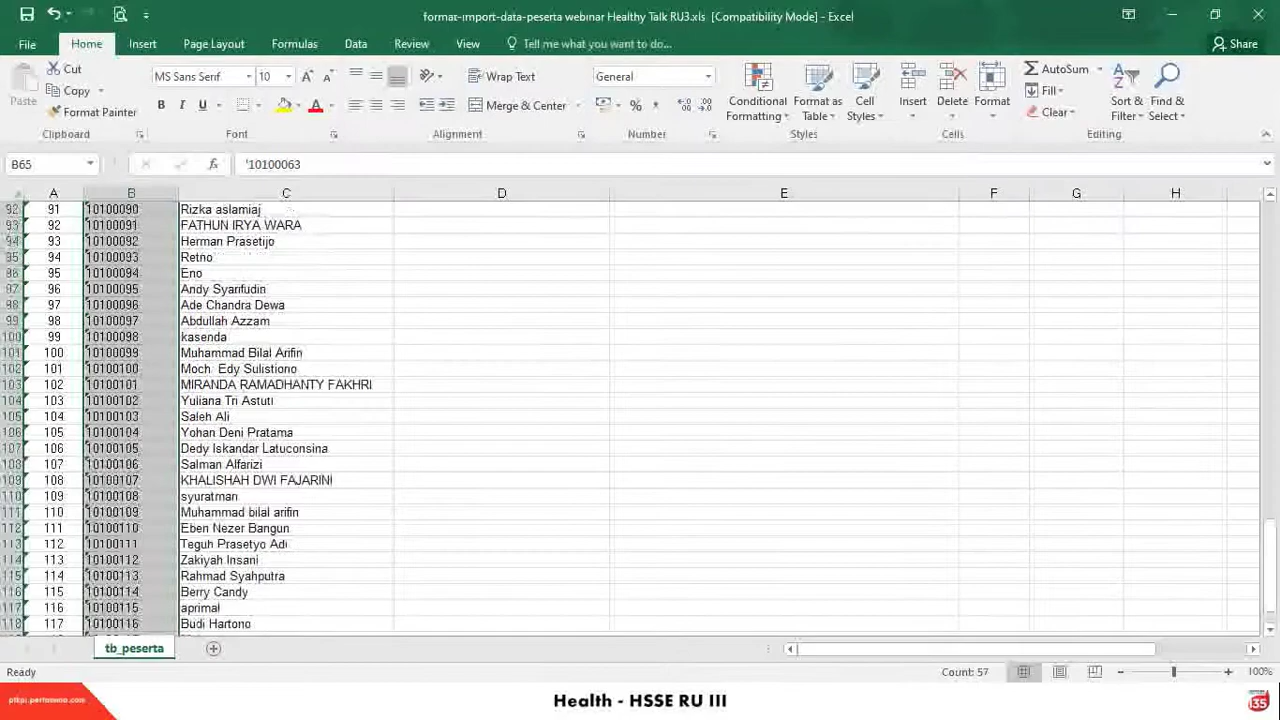 format-import-data-peserta webinar Healthy Talk RU3.xls [Compatibility Mode] - Excel
File Home Insert Page Layout Formulas Data Review View Tell me what you want to do... Share
Paste Cut Copy Format Painter
MS Sans Serif 10 Wrap Text General
Merge & Center
Conditional Formatting Format as Table Cell Styles Insert Delete Format
AutoSum Fill Clear Sort & Filter Find & Select
Clipboard Font Alignment Number Styles Cells Editing
B65 '10100063
A B C D E F G H
92 91 10100090 Rizka aslamiaj
93 92 10100091 FATHUN IRYA WARA
94 93 10100092 Herman Prasetijo
95 94 10100093 Retno
96 95 10100094 Eno
97 96 10100095 Andy Syarifudin
98 97 10100096 Ade Chandra Dewa
99 98 10100097 Abdullah Azzam
100 99 10100098 kasenda
101 100 10100099 Muhammad Bilal Arifin
102 101 10100100 Moch. Edy Sulistiono
103 102 10100101 MIRANDA RAMADHANTY FAKHRI
104 103 10100102 Yuliana Tri Astuti
105 104 10100103 Saleh Ali
106 105 10100104 Yohan Deni Pratama
107 106 10100105 Dedy Iskandar Latuconsina
108 107 10100106 Salman Alfarizi
109 108 10100107 KHALISHAH DWI FAJARINI
110 109 10100108 syuratman
111 110 10100109 Muhammad bilal arifin
112 111 10100110 Eben Nezer Bangun
113 112 10100111 Teguh Prasetyo Adi
114 113 10100112 Zakiyah Insani
115 114 10100113 Rahmad Syahputra
116 115 10100114 Berry Candy
117 116 10100115 aprimal
118 117 10100116 Budi Hartono
tb_peserta
Ready Count: 57 100%
Health - HSSE RU III
135